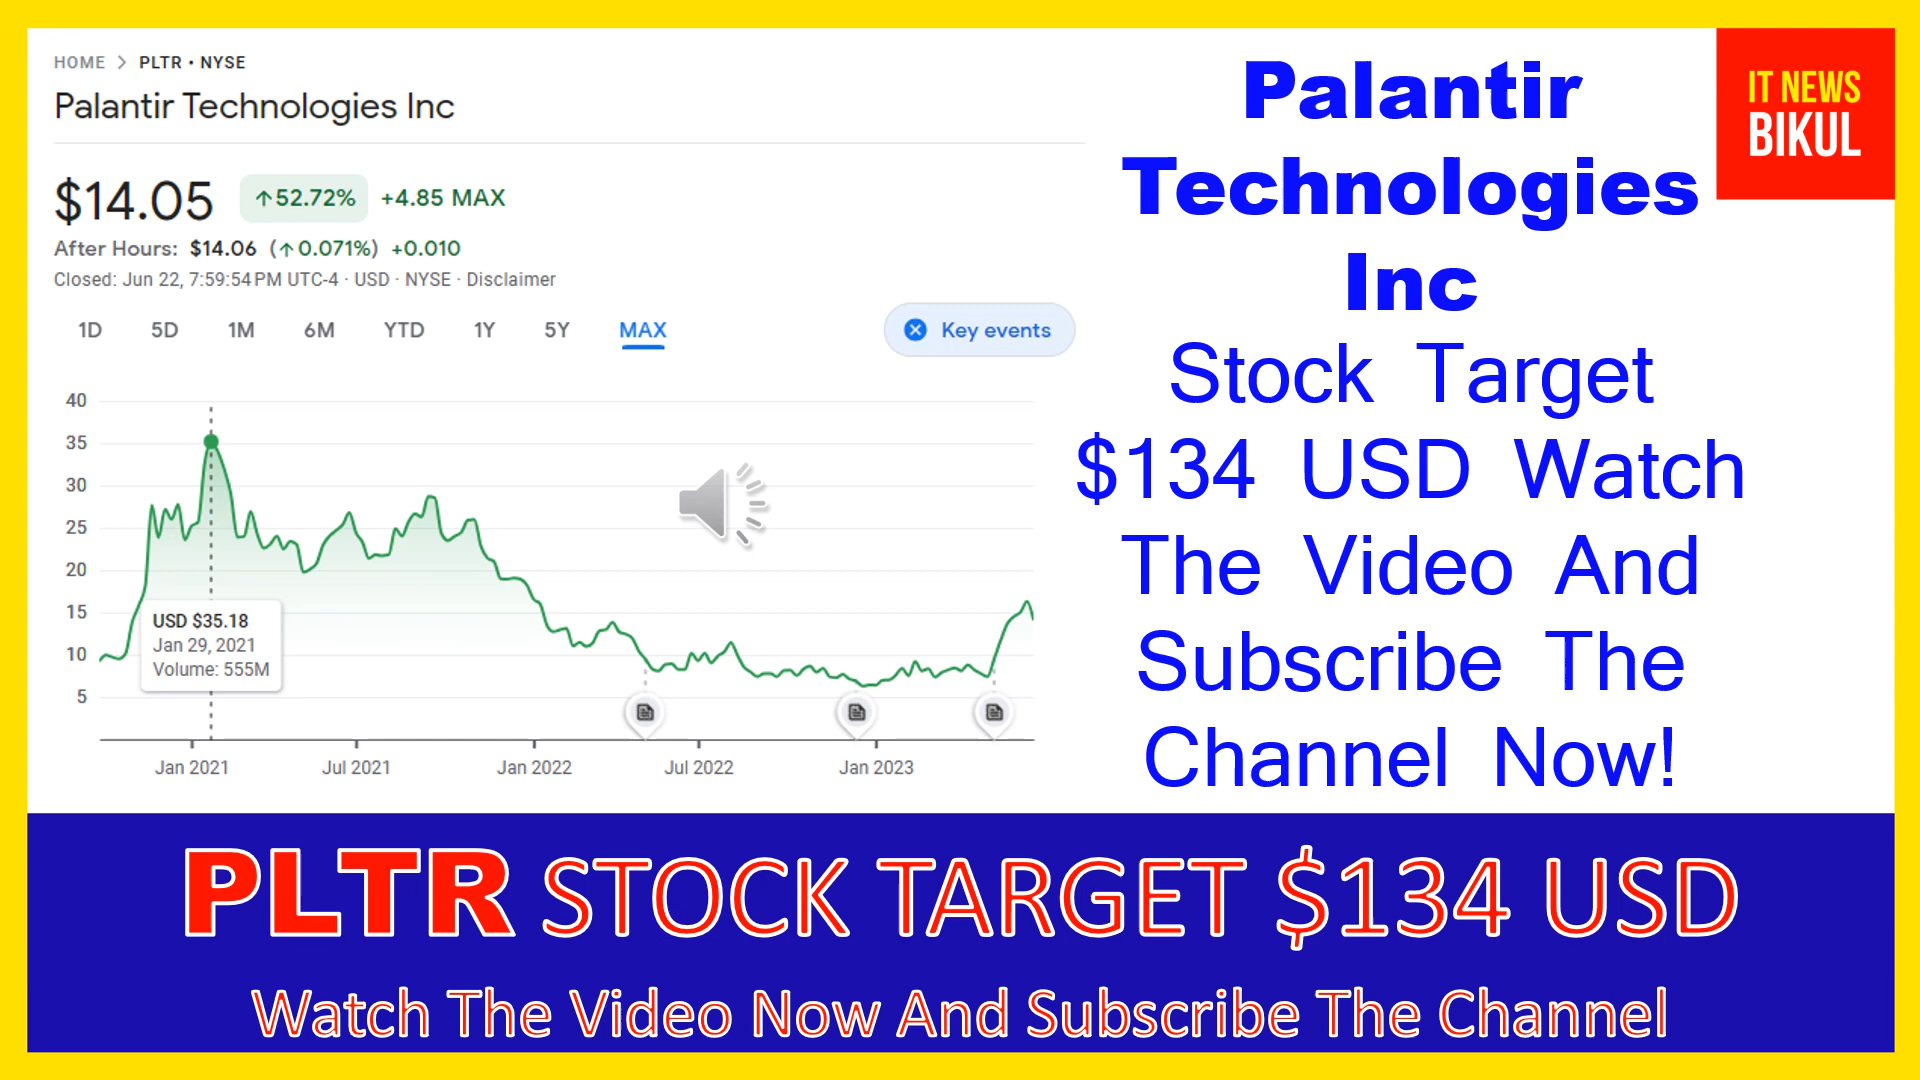 HOME > PLTR • NYSE
Palantir Technologies Inc
$14.05 ↑52.72% +4.85 MAX
After Hours: $14.06 (↑0.071%) +0.010
Closed: Jun 22, 7:59:54 PM UTC-4 · USD · NYSE · Disclaimer
1D 5D 1M 6M YTD 1Y 5Y MAX
Key events
40
35
30
25
20
15
10
5
USD $35.18
Jan 29, 2021
Volume: 555M
Jan 2021 Jul 2021 Jan 2022 Jul 2022 Jan 2023
Palantir
Technologies
Inc
Stock Target
$134 USD Watch
The Video And
Subscribe The
Channel Now!
IT NEWS
BIKUL
PLTR STOCK TARGET $134 USD
Watch The Video Now And Subscribe The Channel